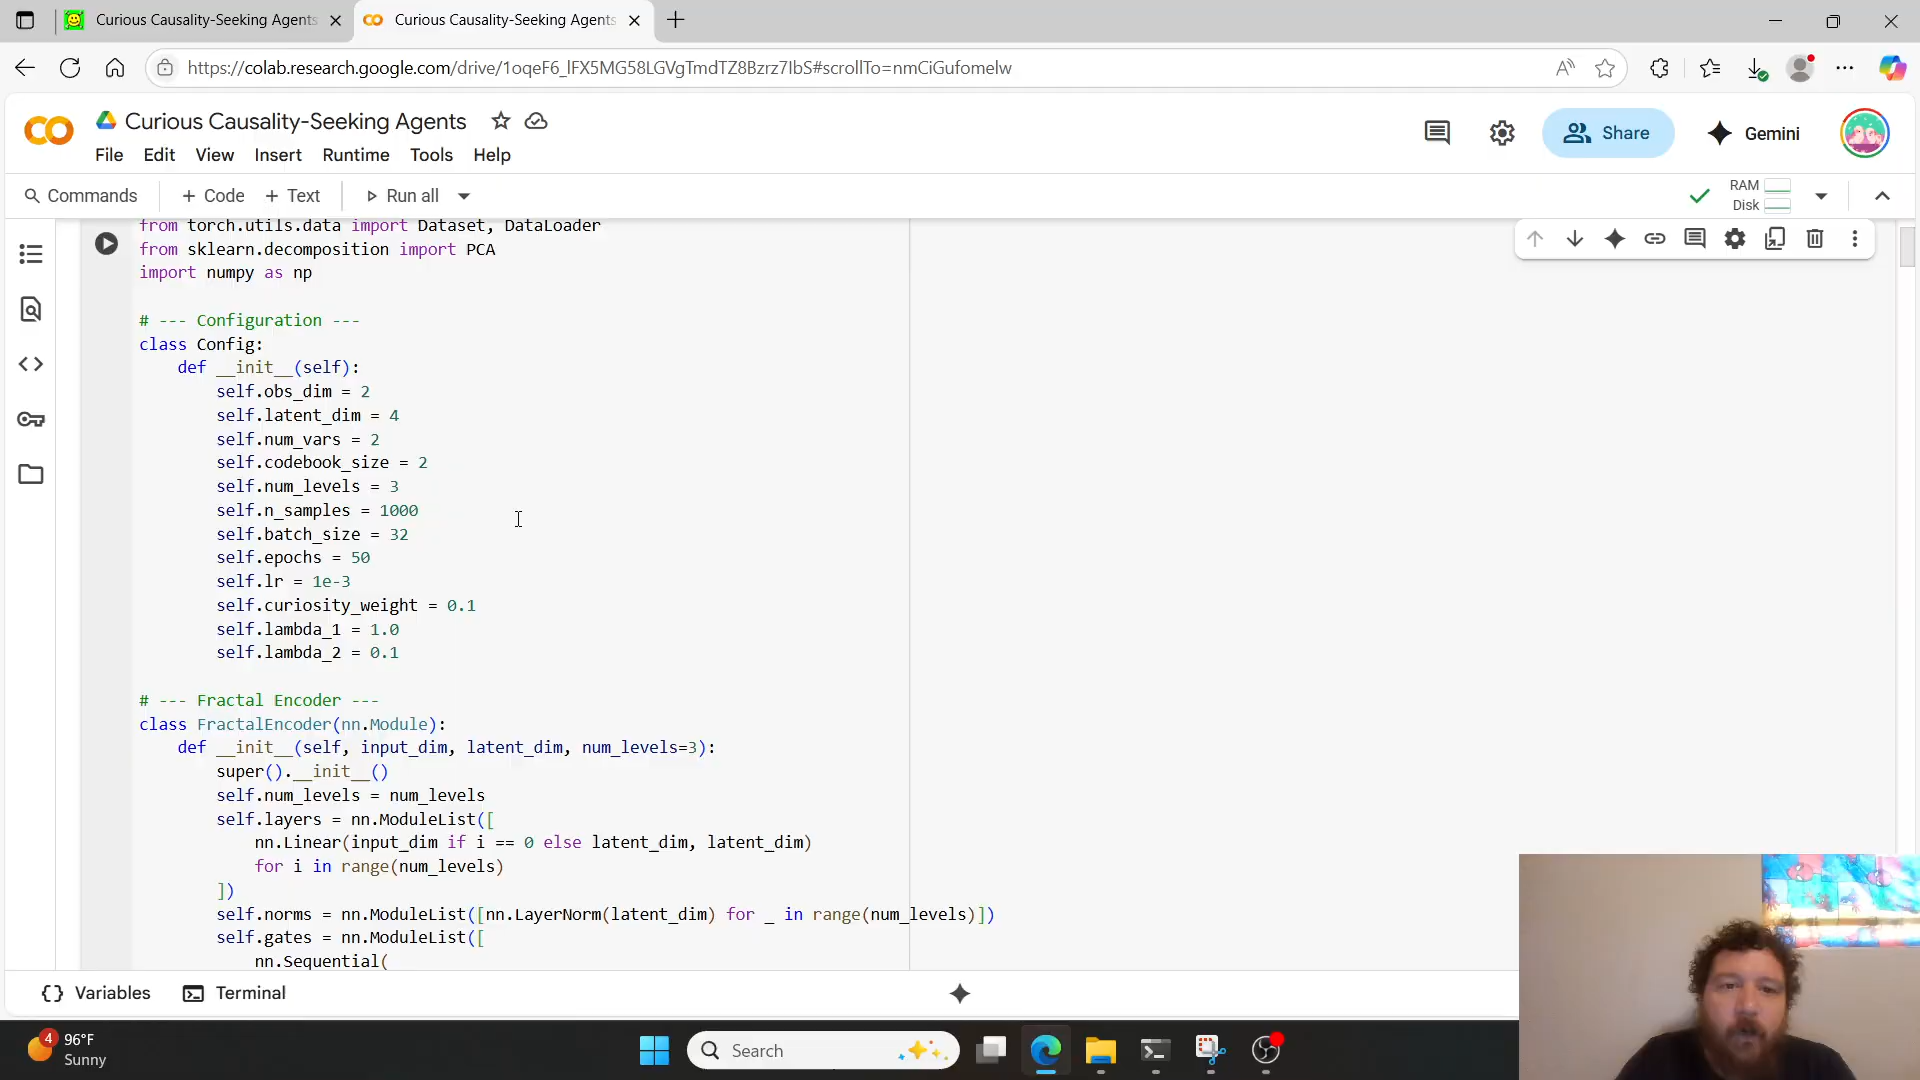 Curious Causality-Seeking Agents
Curious Causality-Seeking Agents
https://colab.research.google.com/drive/1oqeF6_lFX5MG58LGVgTmdTZ8Bzrz7IbS#scrollTo=nmCiGufomelw
Curious Causality-Seeking Agents
Share
Gemini
File Edit View Insert Runtime Tools Help
Commands
+ Code + Text
Run all
RAM
Disk
from torch.utils.data import Dataset, DataLoader
from sklearn.decomposition import PCA
import numpy as np
# --- Configuration ---
class Config:
def __init__(self):
self.obs_dim = 2
self.latent_dim = 4
self.num_vars = 2
self.codebook_size = 2
self.num_levels = 3
self.n_samples = 1000
self.batch_size = 32
self.epochs = 50
self.lr = 1e-3
self.curiosity_weight = 0.1
self.lambda_1 = 1.0
self.lambda_2 = 0.1
# --- Fractal Encoder ---
class FractalEncoder(nn.Module):
def __init__(self, input_dim, latent_dim, num_levels=3):
super().__init__()
self.num_levels = num_levels
self.layers = nn.ModuleList([
nn.Linear(input_dim if i == 0 else latent_dim, latent_dim)
for i in range(num_levels)
])
self.norms = nn.ModuleList([nn.LayerNorm(latent_dim) for _ in range(num_levels)])
self.gates = nn.ModuleList([
nn.Sequential(
{} Variables
Terminal
4
96°F
Sunny
Search